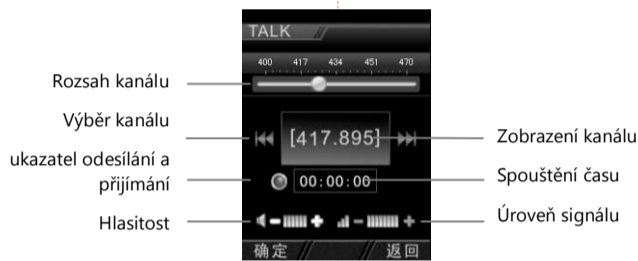 TALK
400 417 434 451 470
Rozsah kanálu
Výběr kanálu
[417.895]
Zobrazení kanálu
ukazatel odesílání a
přijímání
00:00:00
Spouštění času
Hlasitost
Úroveň signálu
确定 返回